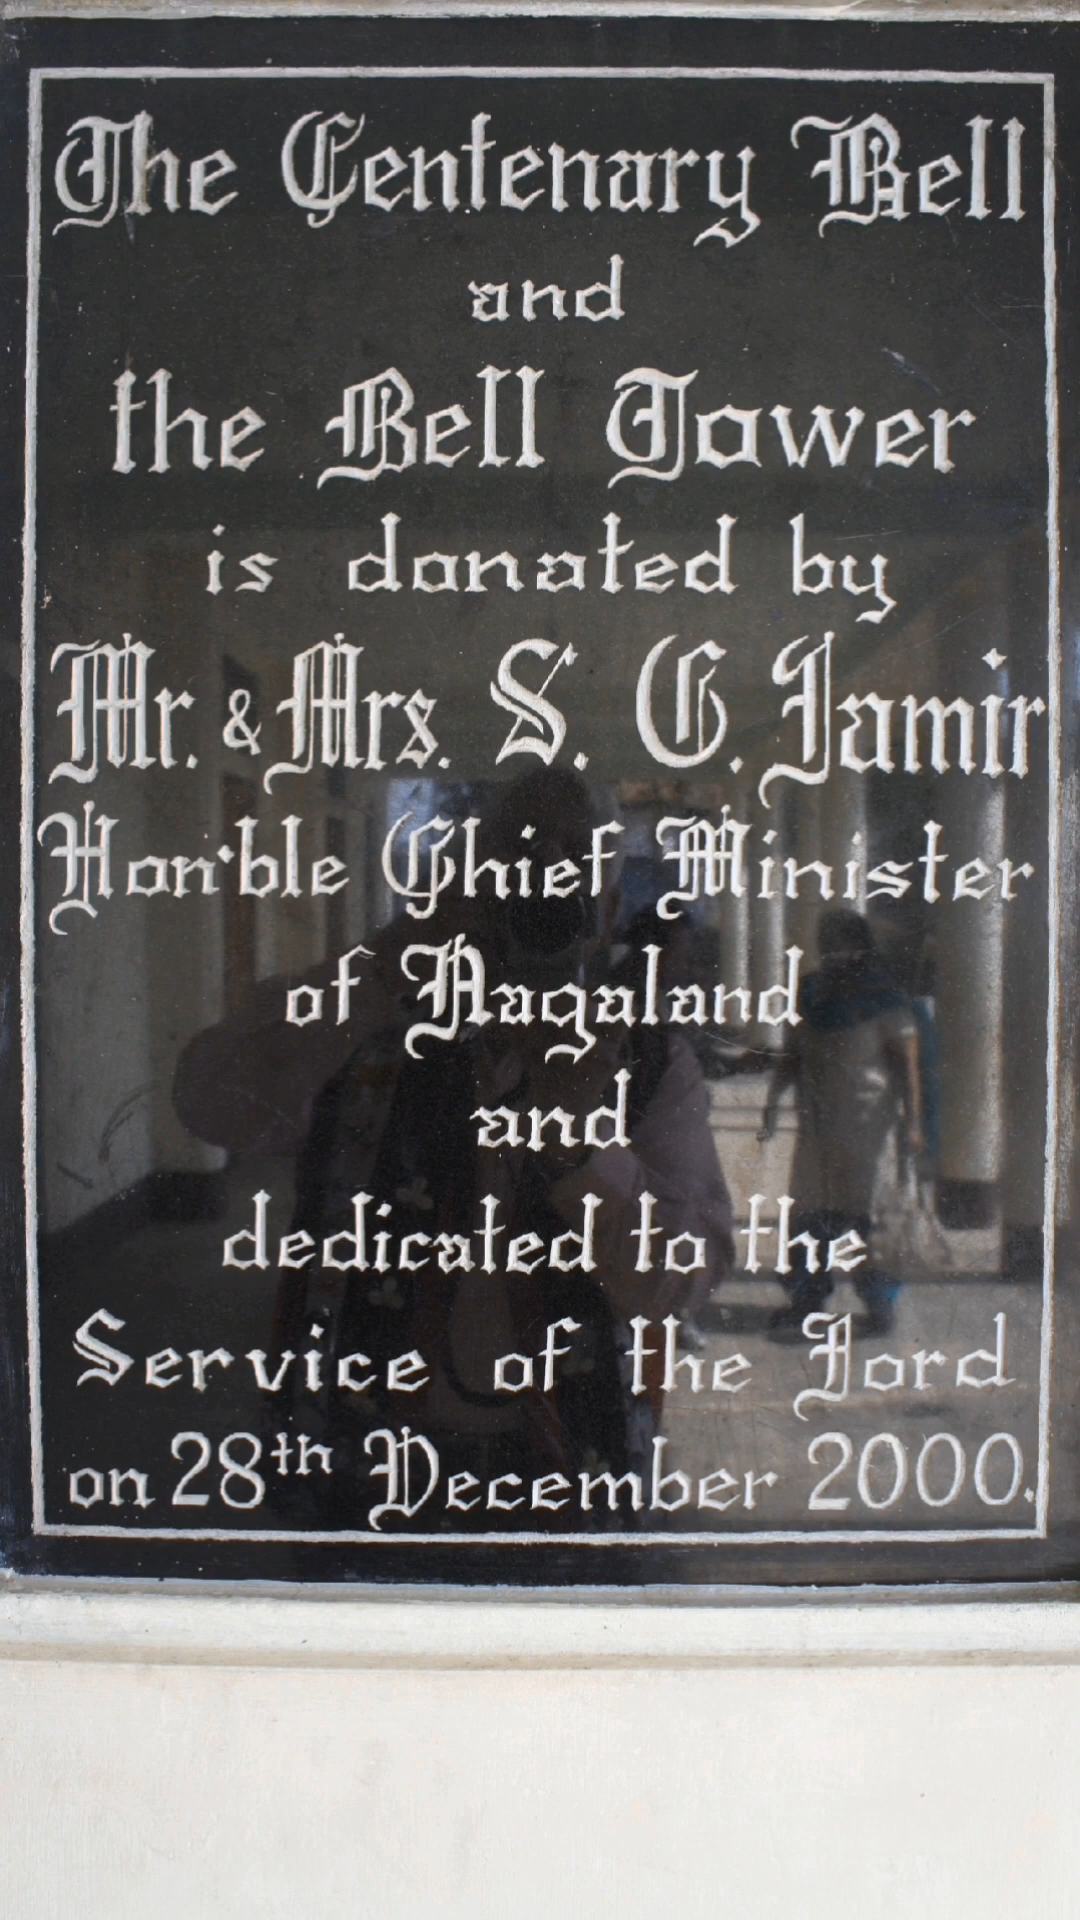 The Centenary Bell
and
the Bell Tower
is donated by
Mr. & Mrs. S. C. Jamir
Hon'ble Chief Minister
of Nagaland
and
dedicated to the
Service of the Lord
on 28th December 2000.